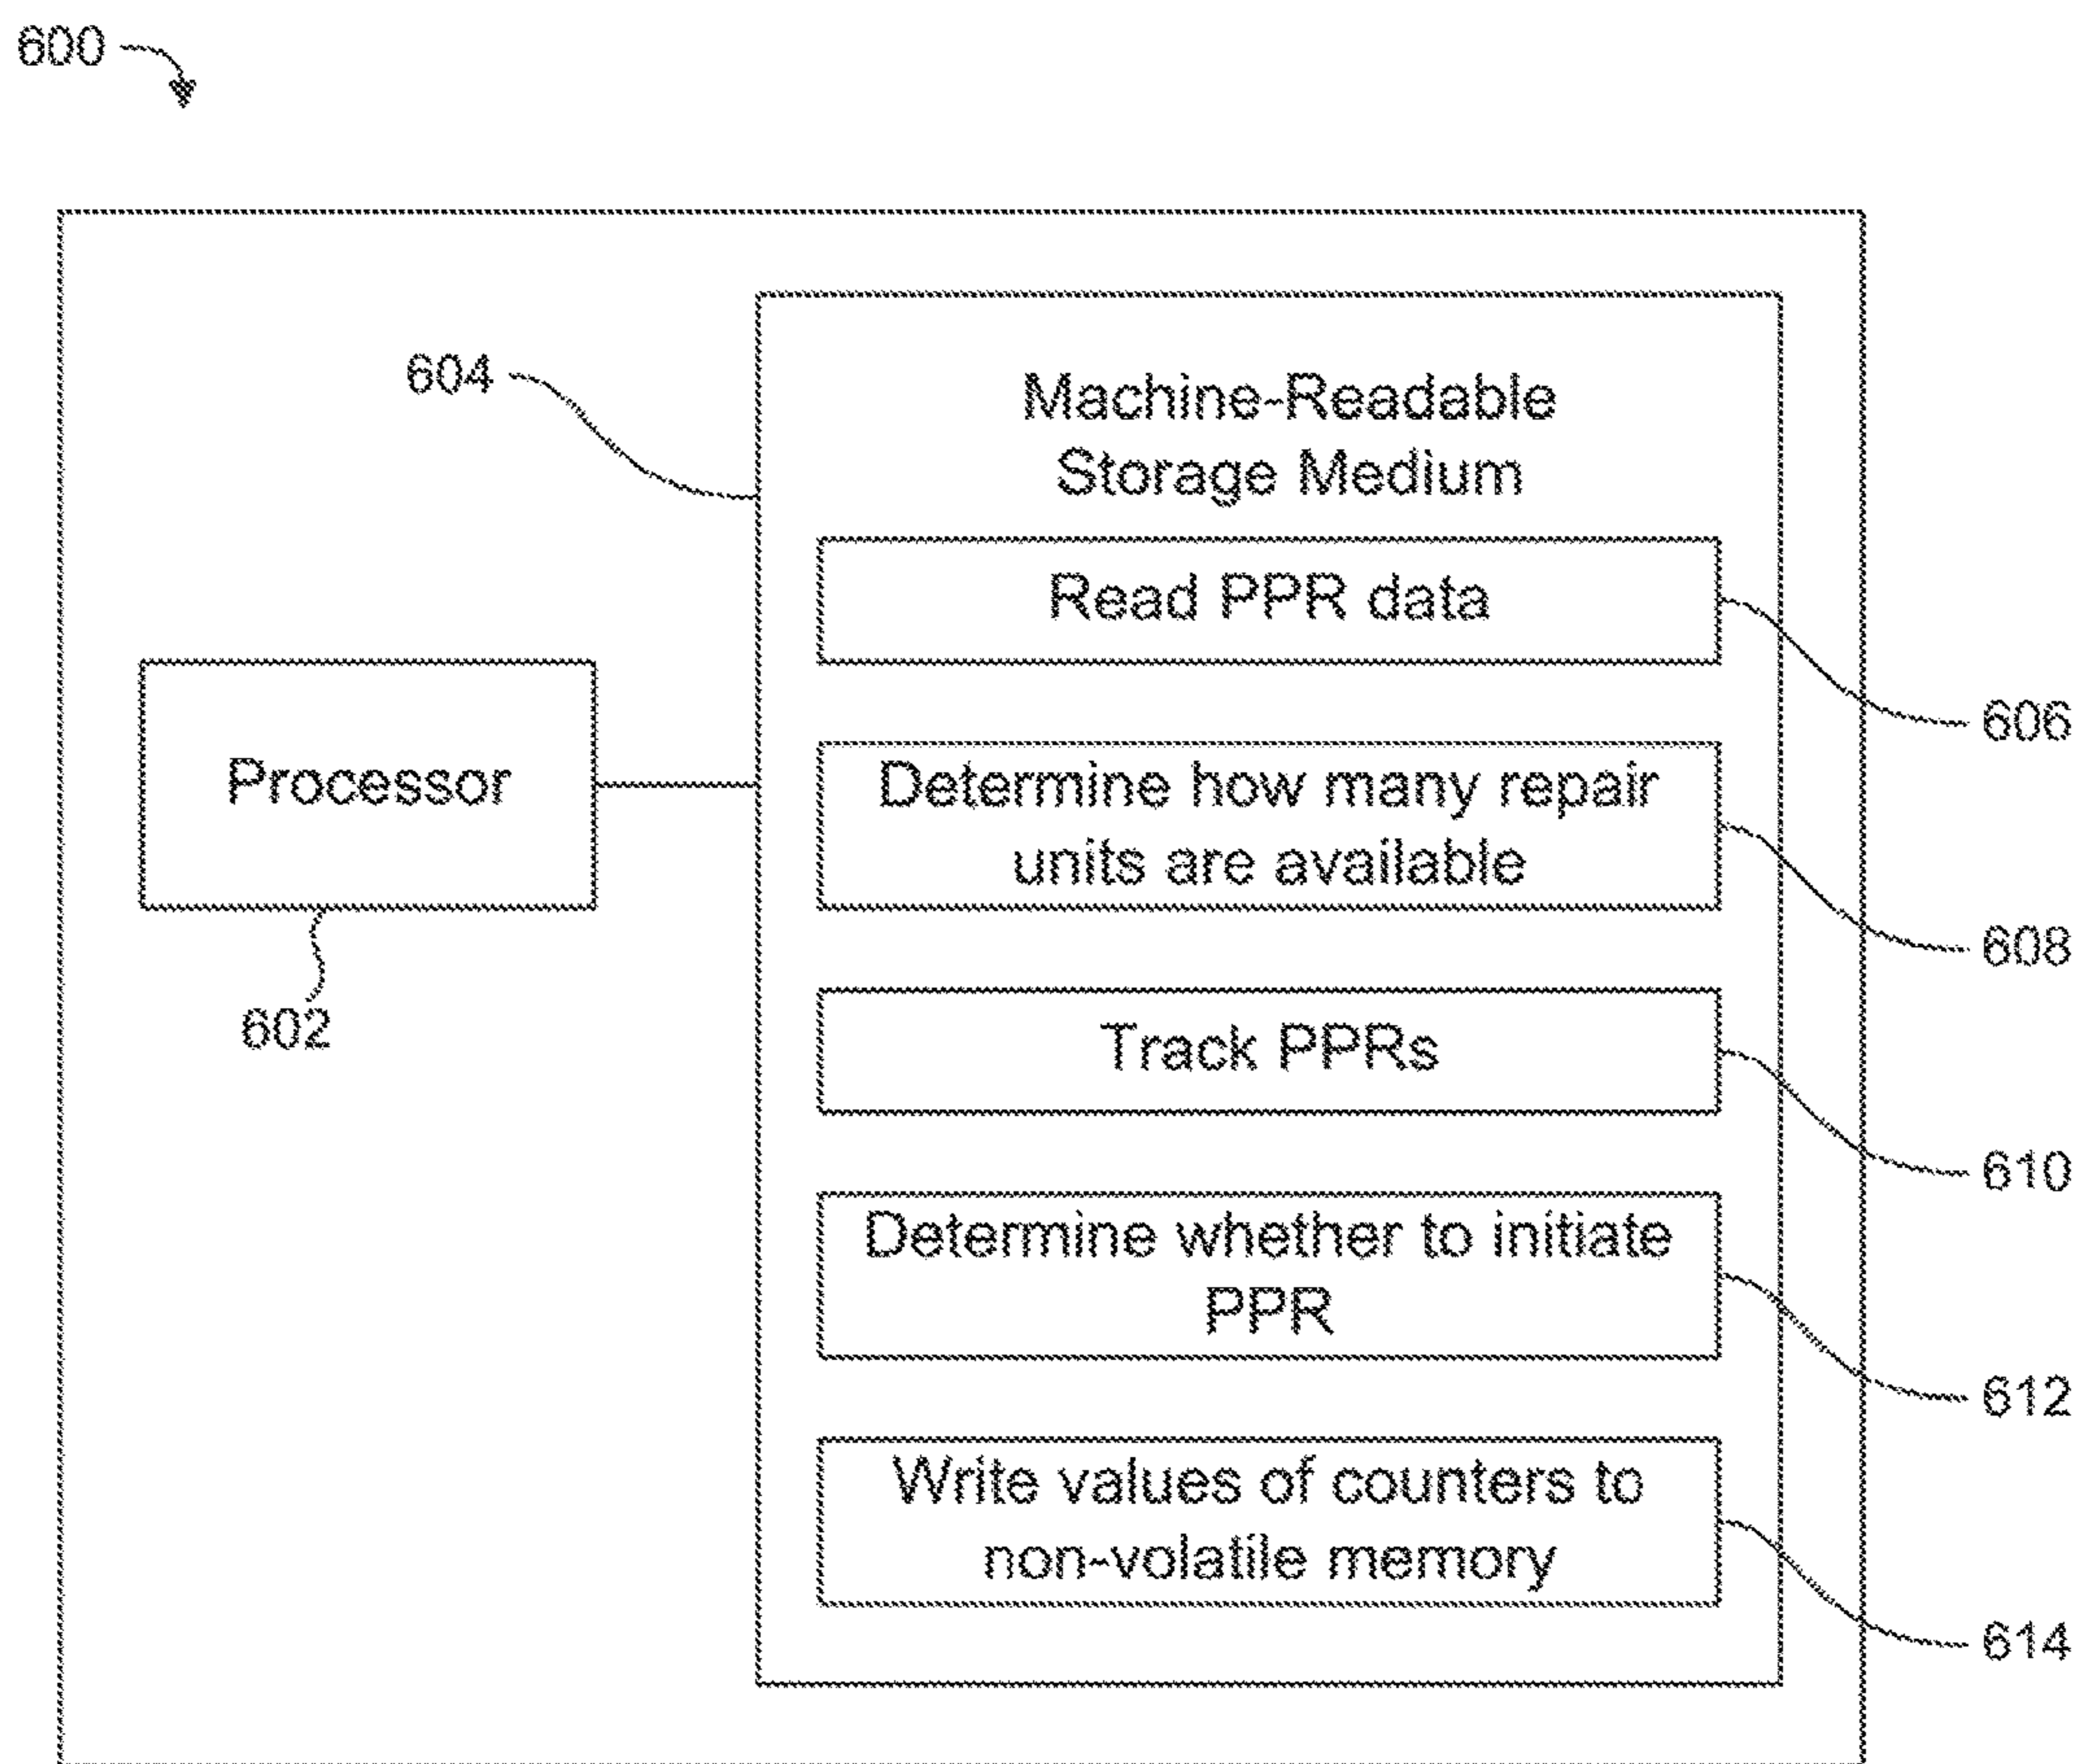 600
604
Machine-Readable
Storage Medium
Read PPR data
606
Processor
602
Determine how many repair
units are available
608
Track PPRs
610
Determine whether to initiate
PPR
612
Write values of counters to
non-volatile memory
614